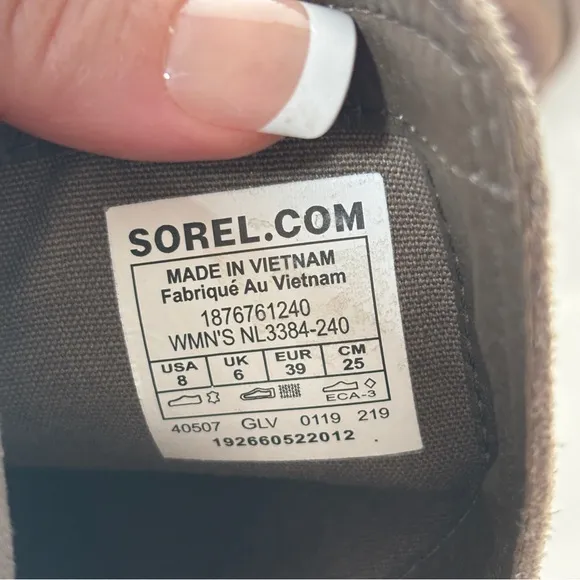 SOREL.COM
MADE IN VIETNAM
Fabriqué Au Vietnam
1876761240
WMN'S NL3384-240
USA UK EUR CM
8 6 39 25
ECA-3
40507 GLV 0119 219
192660522012